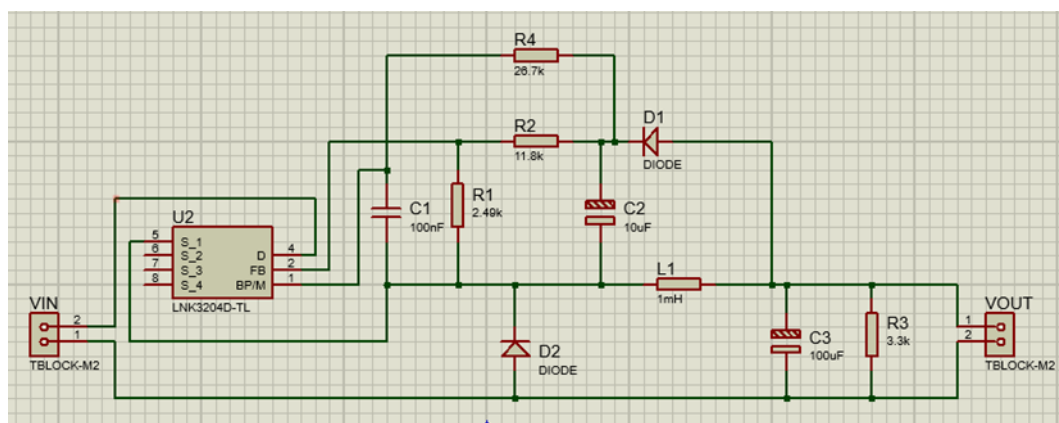 R4
26.7k
D1
DIODE
R2
11.8k
C1
100nF
R1
2.49k
C2
10uF
U2
5 S_1
6 S_2
7 S_3
8 S_4
D 4
FB 2
BP/M 1
LNK3204D-TL
L1
1mH
VIN
2
1
TBLOCK-M2
D2
DIODE
C3
100uF
R3
3.3k
VOUT
1
2
TBLOCK-M2